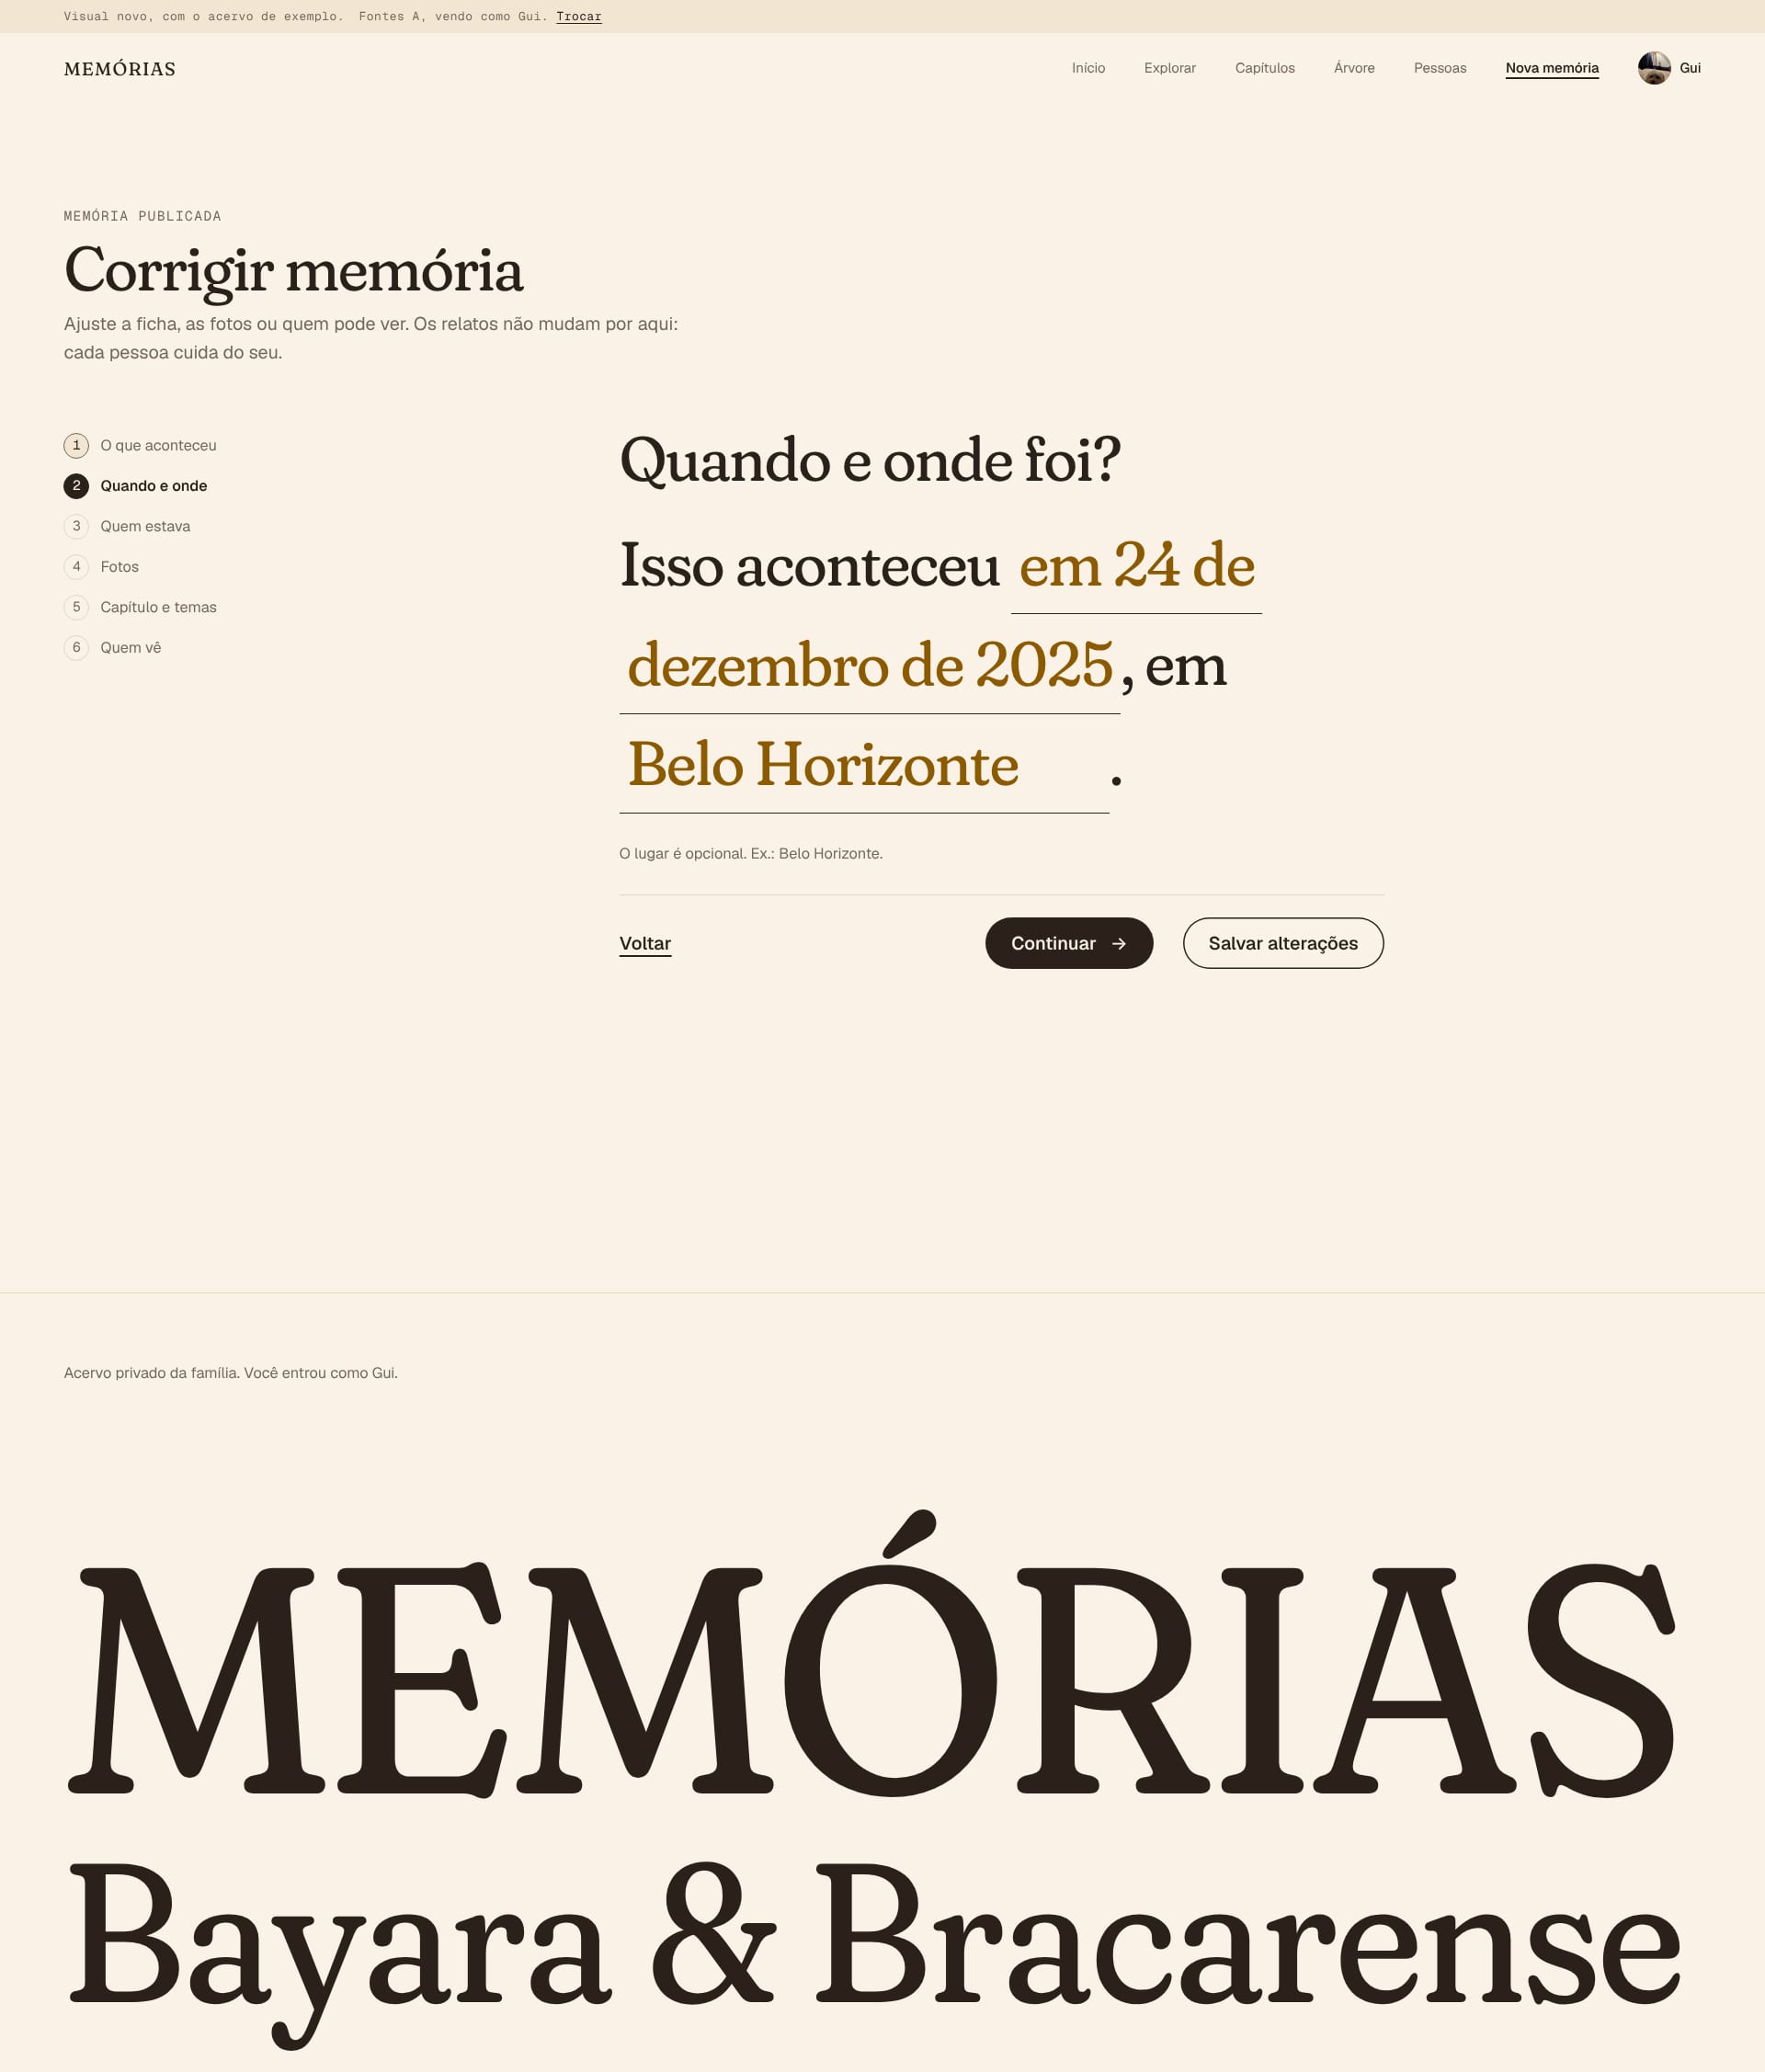 Visual novo, com o acervo de exemplo. Fontes A, vendo como Gui. Trocar
MEMÓRIAS
Início
Explorar
Capítulos
Árvore
Pessoas
Nova memória
Gui
MEMÓRIA PUBLICADA
Corrigir memória
Ajuste a ficha, as fotos ou quem pode ver. Os relatos não mudam por aqui:
cada pessoa cuida do seu.
1 O que aconteceu
2 Quando e onde
3 Quem estava
4 Fotos
5 Capítulo e temas
6 Quem vê
Quando e onde foi?
Isso aconteceu em 24 de
dezembro de 2025, em
Belo Horizonte .
O lugar é opcional. Ex.: Belo Horizonte.
Voltar
Continuar →
Salvar alterações
Acervo privado da família. Você entrou como Gui.
MEMÓRIAS
Bayara & Bracarense